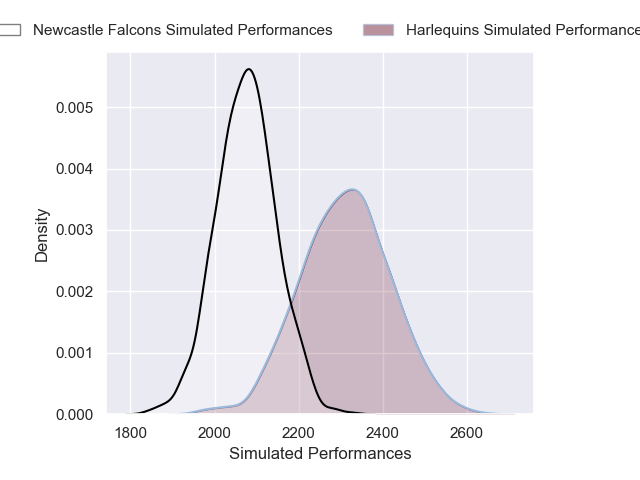 Newcastle Falcons Simulated Performances
Harlequins Simulated Performance
0.005
0.004
0.003
0.002
0.001
0.000
Density
1800 2000 2200 2400 2600
Simulated Performances